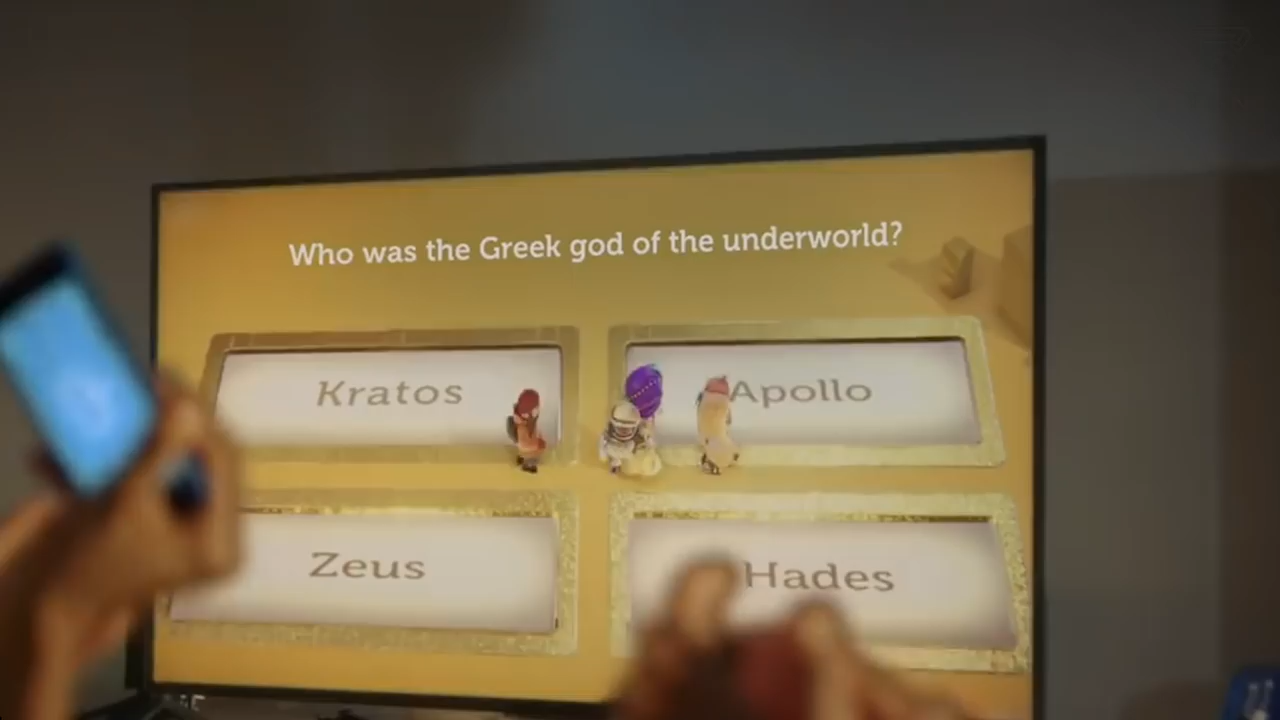 Who was the Greek god of the underworld?
Kratos
Apollo
Zeus
Hades